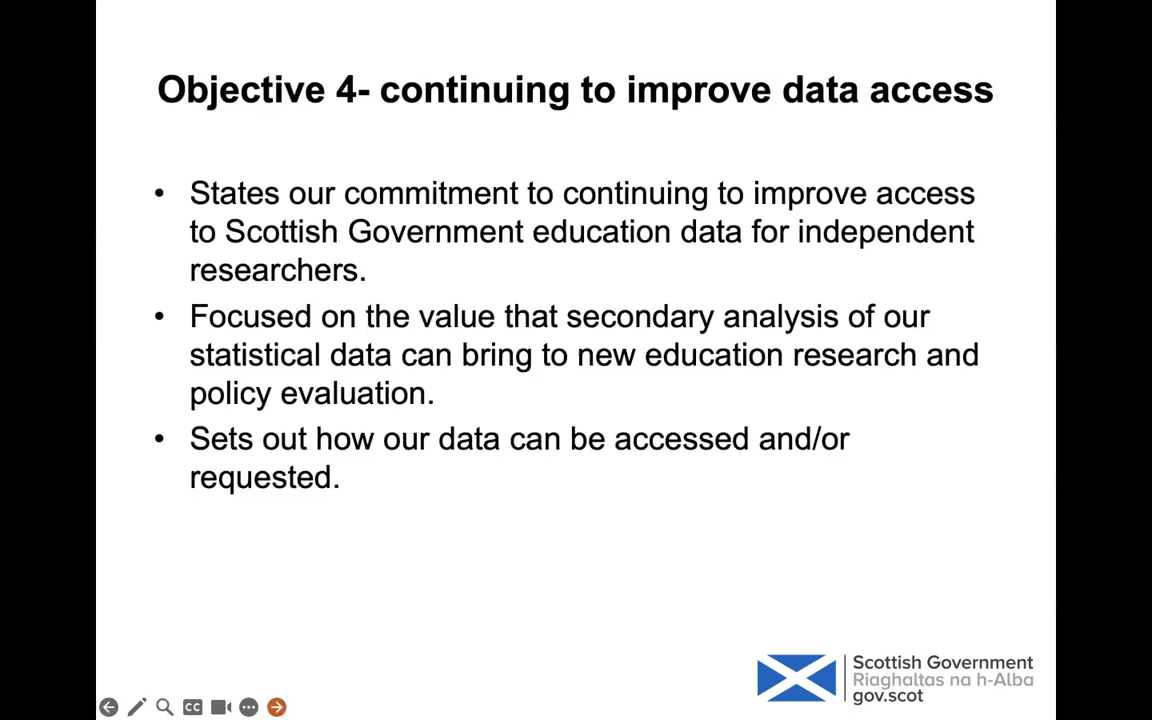 Objective 4- continuing to improve data access
• States our commitment to continuing to improve access
to Scottish Government education data for independent
researchers.
• Focused on the value that secondary analysis of our
statistical data can bring to new education research and
policy evaluation.
• Sets out how our data can be accessed and/or
requested.
Scottish Government
Riaghaltas na h-Alba
gov.scot
CC